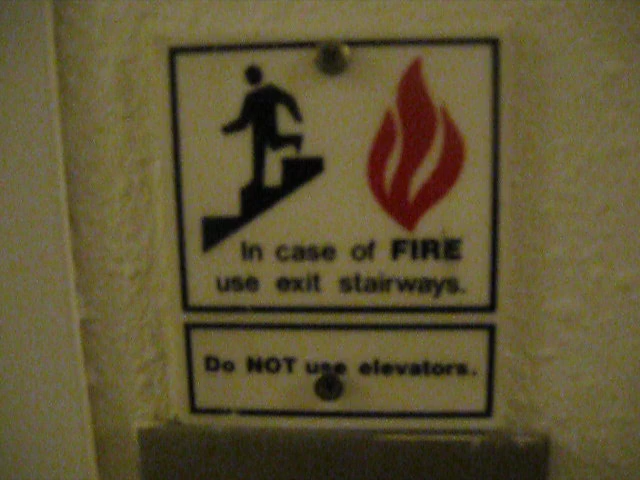 In case of FIRE
use exit stairways.
Do NOT use elevators.